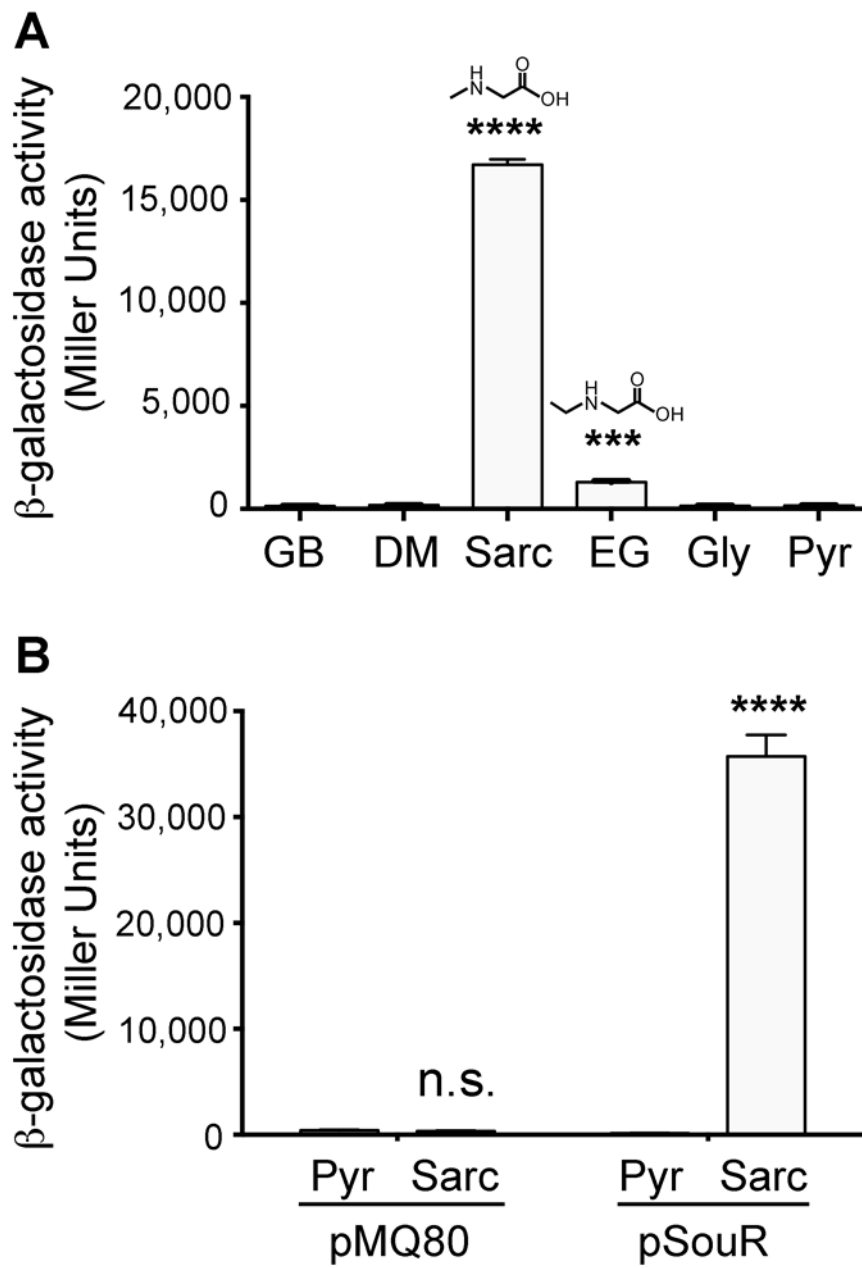 A
β-galactosidase activity
(Miller Units)
20,000
15,000
10,000
5,000
0
H
N
O
OH
****
H
N
O
OH
***
GB DM Sarc EG Gly Pyr
B
β-galactosidase activity
(Miller Units)
40,000
30,000
20,000
10,000
0
n.s.
****
Pyr Sarc Pyr Sarc
pMQ80 pSouR